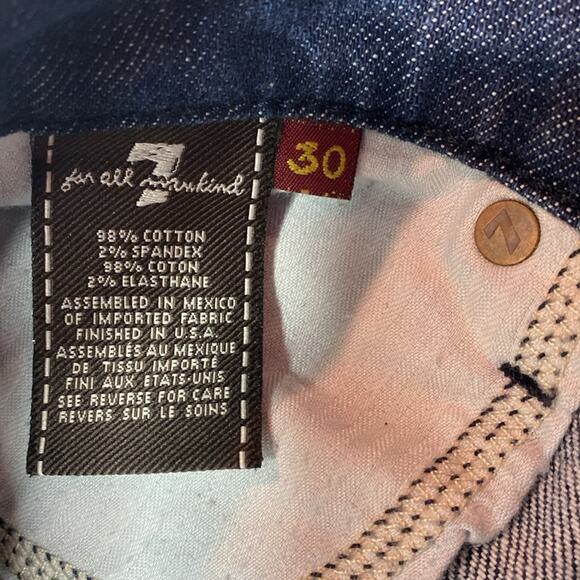 7
for all mankind
30
98% COTTON
2% SPANDEX
98% COTON
2% ELASTHANE
ASSEMBLED IN MEXICO
OF IMPORTED FABRIC
FINISHED IN U.S.A.
ASSEMBLÉS AU MEXIQUE
DE TISSU IMPORTÉ
FINI AUX ETATS-UNIS
SEE REVERSE FOR CARE
REVERS SUR LE SOINS
7